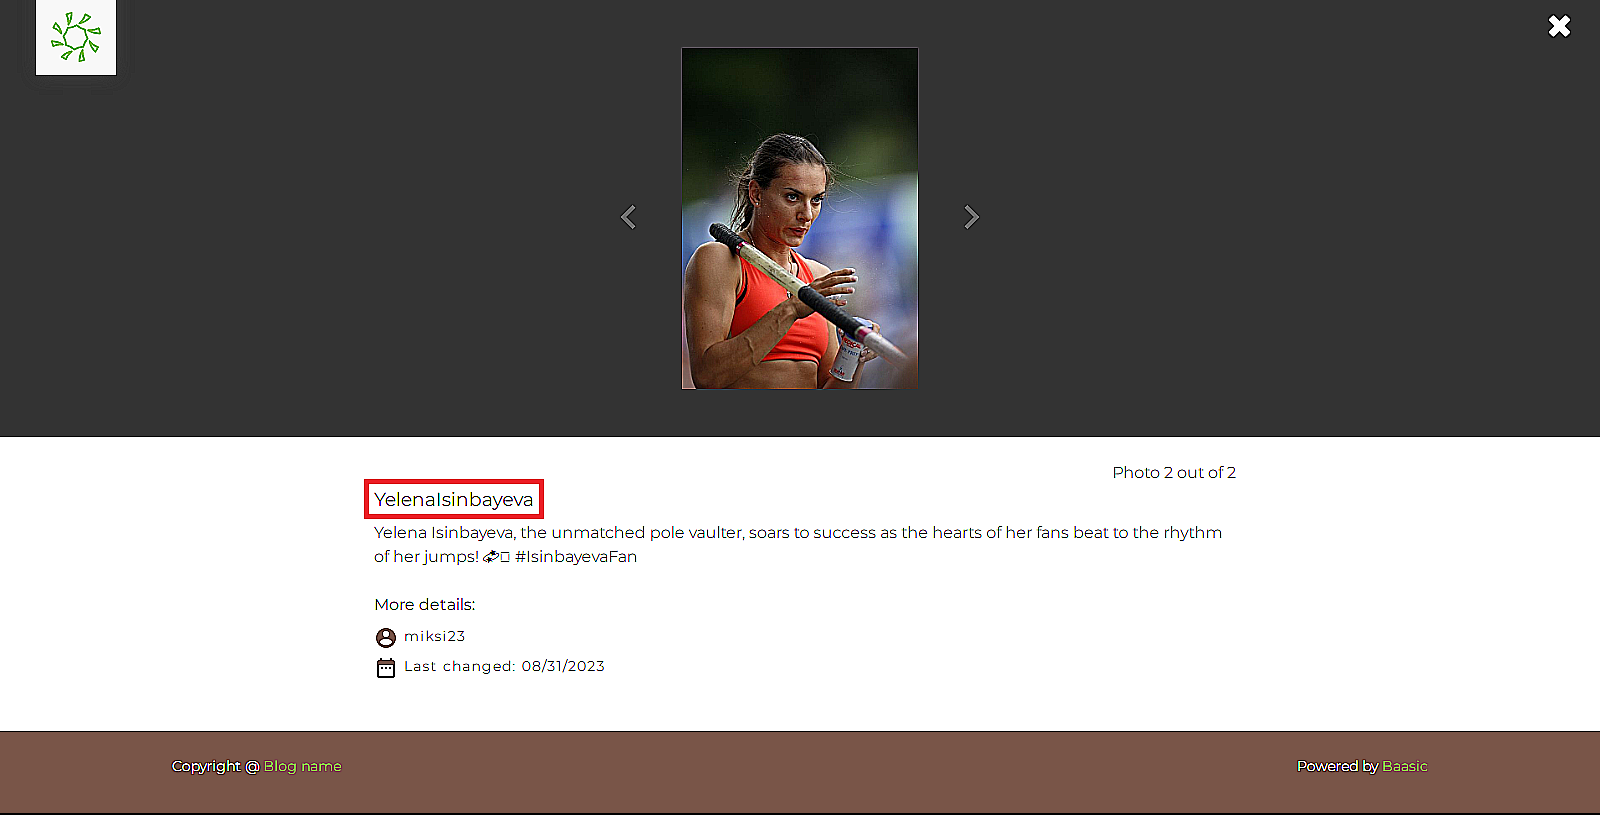 Photo 2 out of 2
YelenaIsinbayeva
Yelena Isinbayeva, the unmatched pole vaulter, soars to success as the hearts of her fans beat to the rhythm
of her jumps! #IsinbayevaFan
More details:
miksi23
Last changed: 08/31/2023
Copyright @ Blog name
Powered by Baasic